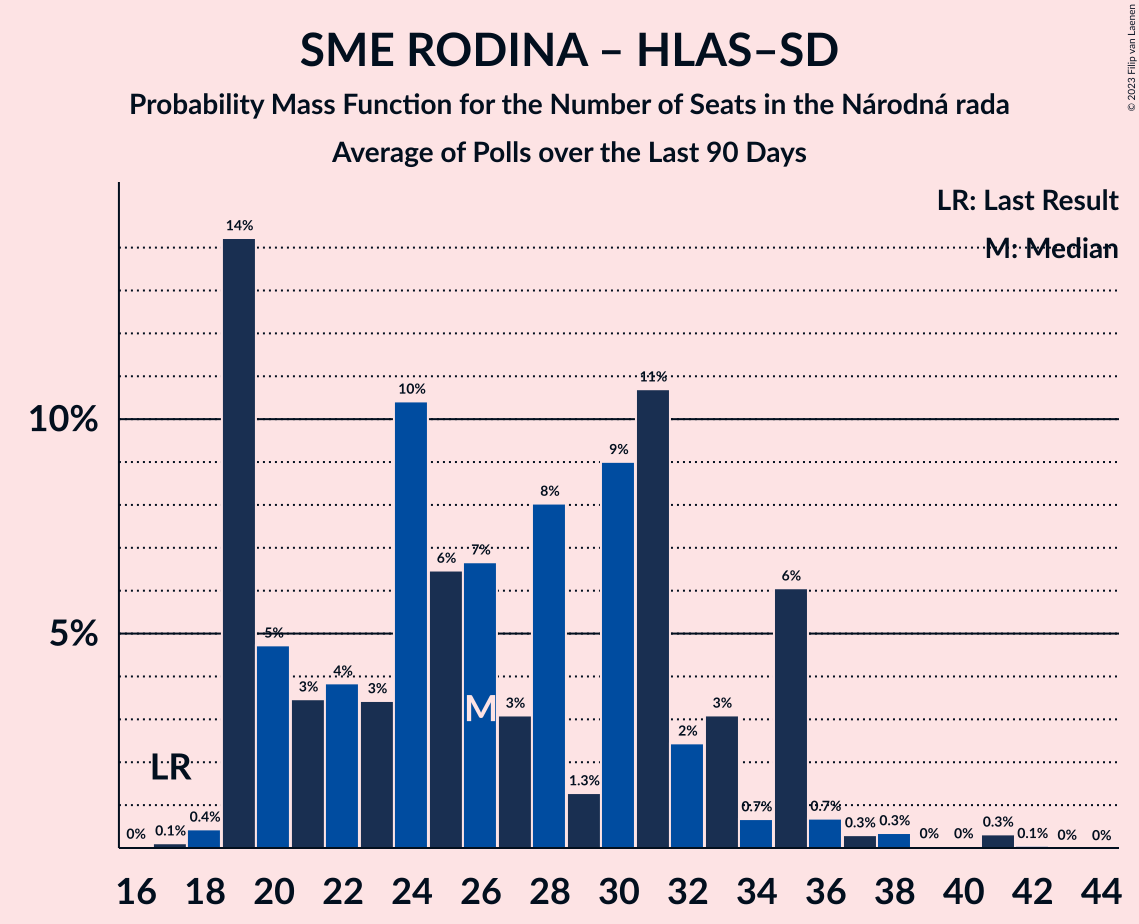 SME RODINA – HLAS–SD
Probability Mass Function for the Number of Seats in the Národná rada
Average of Polls over the Last 90 Days
© 2023 Filip van Laenen
LR: Last Result
M: Median
10%
5%
0% 0.1% 0.4% 14% 5% 3% 4% 3% 10% 6% 7% 3% 8% 1.3% 9% 11% 2% 3% 0.7% 6% 0.7% 0.3% 0.3% 0% 0% 0.3% 0.1% 0% 0%
LR
M
16 18 20 22 24 26 28 30 32 34 36 38 40 42 44